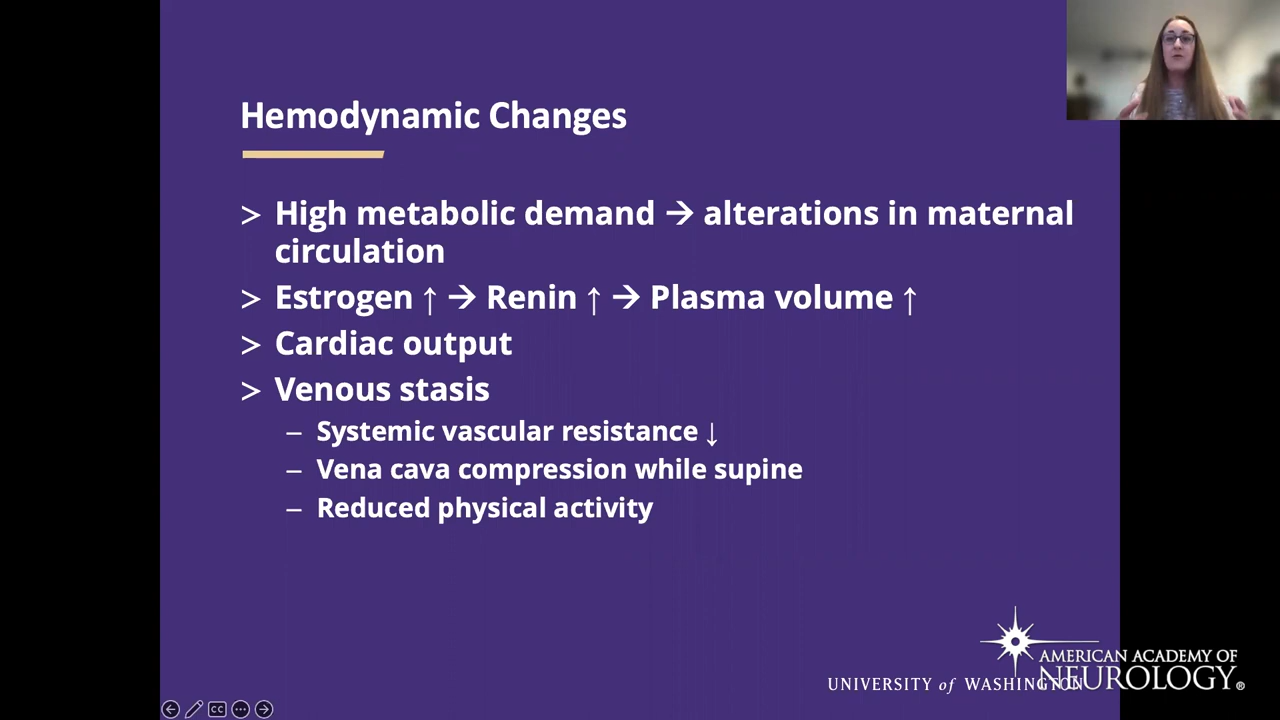 Hemodynamic Changes
> High metabolic demand → alterations in maternal
circulation
> Estrogen ↑ → Renin ↑ → Plasma volume ↑
> Cardiac output
> Venous stasis
– Systemic vascular resistance ↓
– Vena cava compression while supine
– Reduced physical activity
AMERICAN ACADEMY OF
NEUROLOGY®
UNIVERSITY of WASHINGTON
CC